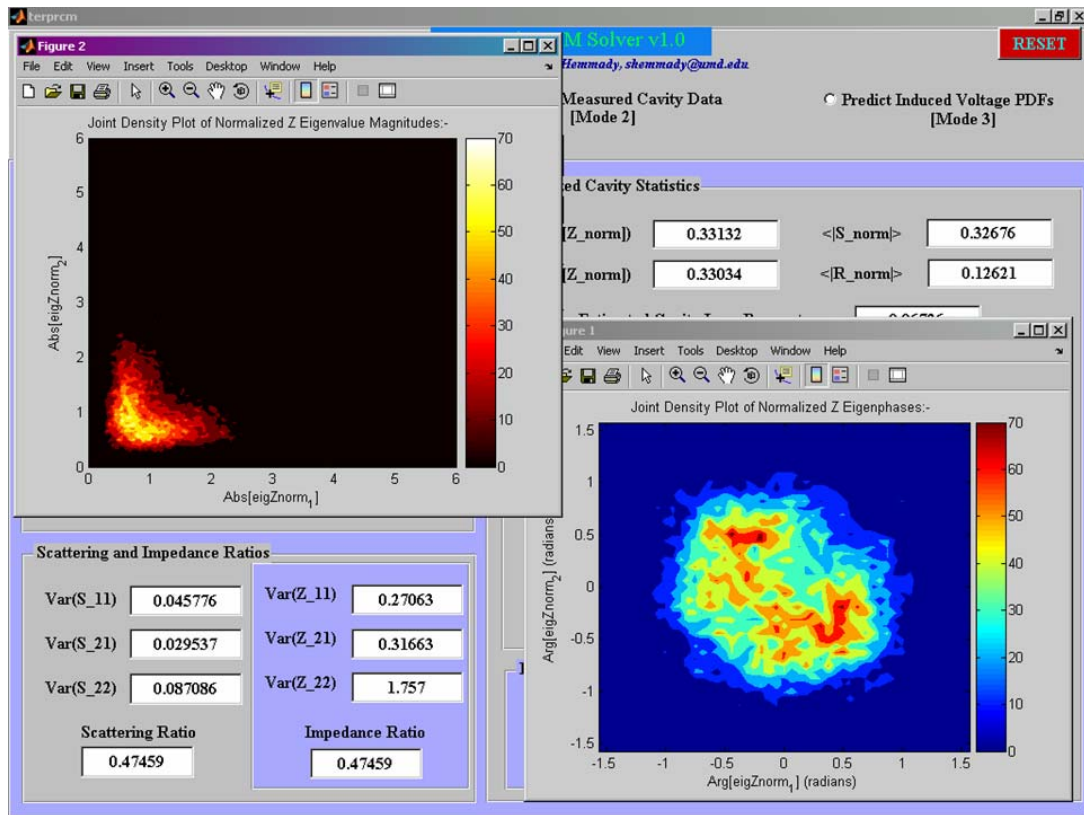 terprcm
M Solver v1.0
Hemmady, shemmady@umd.edu
RESET
Measured Cavity Data
[Mode 2]
Predict Induced Voltage PDFs
[Mode 3]
Figure 2
File Edit View Insert Tools Desktop Window Help
Joint Density Plot of Normalized Z Eigenvalue Magnitudes:-
6
5
4
3
2
1
0
0 1 2 3 4 5 6
Abs[eigZnorm2]
Abs[eigZnorm1]
70
60
50
40
30
20
10
0
ed Cavity Statistics
[Z_norm]) 0.33132 <|S_norm|> 0.32676
[Z_norm]) 0.33034 <|R_norm|> 0.12621
gure 1
Edit View Insert Tools Desktop Window Help
Joint Density Plot of Normalized Z Eigenphases:-
1.5
1
0.5
0
-0.5
-1
-1.5
-1.5 -1 -0.5 0 0.5 1 1.5
Arg[eigZnorm2] (radians)
Arg[eigZnorm1] (radians)
70
60
50
40
30
20
10
0
Scattering and Impedance Ratios
Var(S_11) 0.045776 Var(Z_11) 0.27063
Var(S_21) 0.029537 Var(Z_21) 0.31663
Var(S_22) 0.087086 Var(Z_22) 1.757
Scattering Ratio Impedance Ratio
0.47459 0.47459